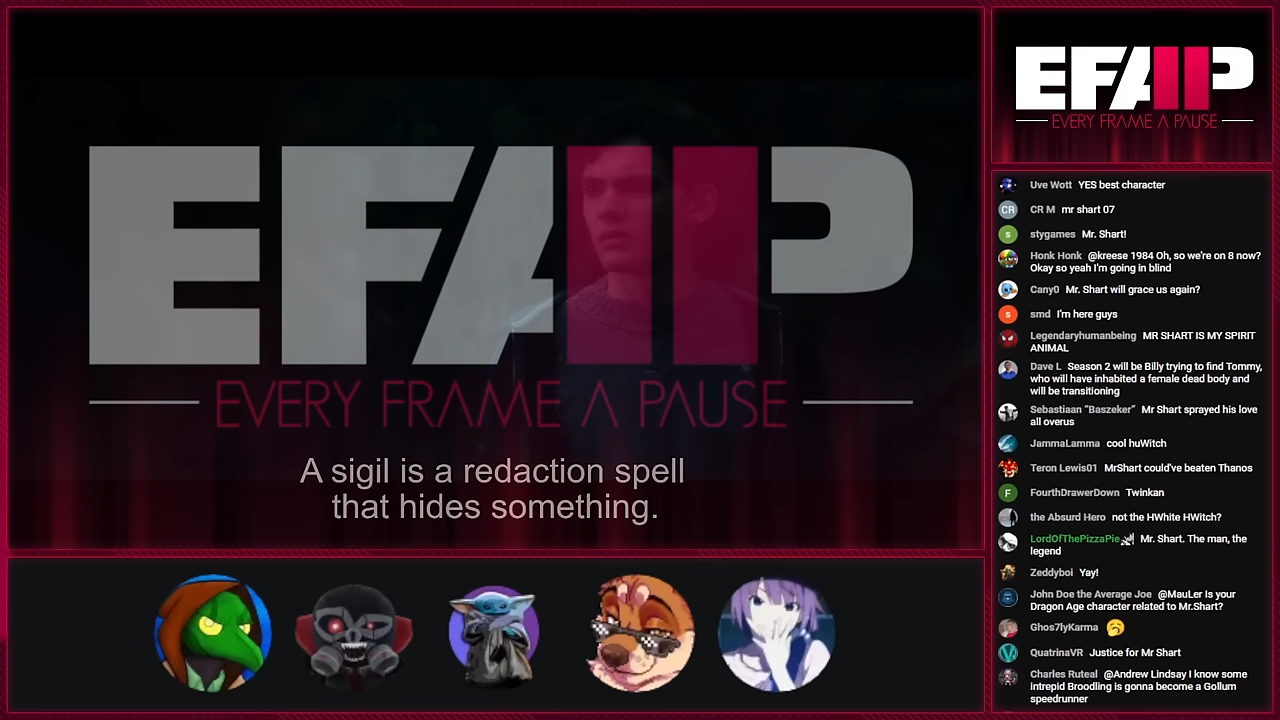 EFAP
EVERY FRAME A PAUSE
A sigil is a redaction spell
that hides something.
EFAP
EVERY FRAME A PAUSE
Uve Wott YES best character
CR
CR M mr shart 07
s
stygames Mr. Shart!
Honk Honk @kreese 1984 Oh, so we're on 8 now?
Okay so yeah I'm going in blind
Cany0 Mr. Shart will grace us again?
s
smd I'm here guys
Legendaryhumanbeing MR SHART IS MY SPIRIT
ANIMAL
Dave L Season 2 will be Billy trying to find Tommy,
who will have inhabited a female dead body and
will be transitioning
Sebastiaan “Baszeker” Mr Shart sprayed his love
all overus
JammaLamma cool huWitch
Teron Lewis01 MrShart could've beaten Thanos
F
FourthDrawerDown Twinkan
the Absurd Hero not the HWhite HWitch?
LordOfThePizzaPie Mr. Shart. The man, the
legend
Zeddyboi Yay!
John Doe the Average Joe @MauLer Is your
Dragon Age character related to Mr.Shart?
Ghos7lyKarma
QuatrinaVR Justice for Mr Shart
Charles Ruteal @Andrew Lindsay I know some
intrepid Broodling is gonna become a Gollum
speedrunner